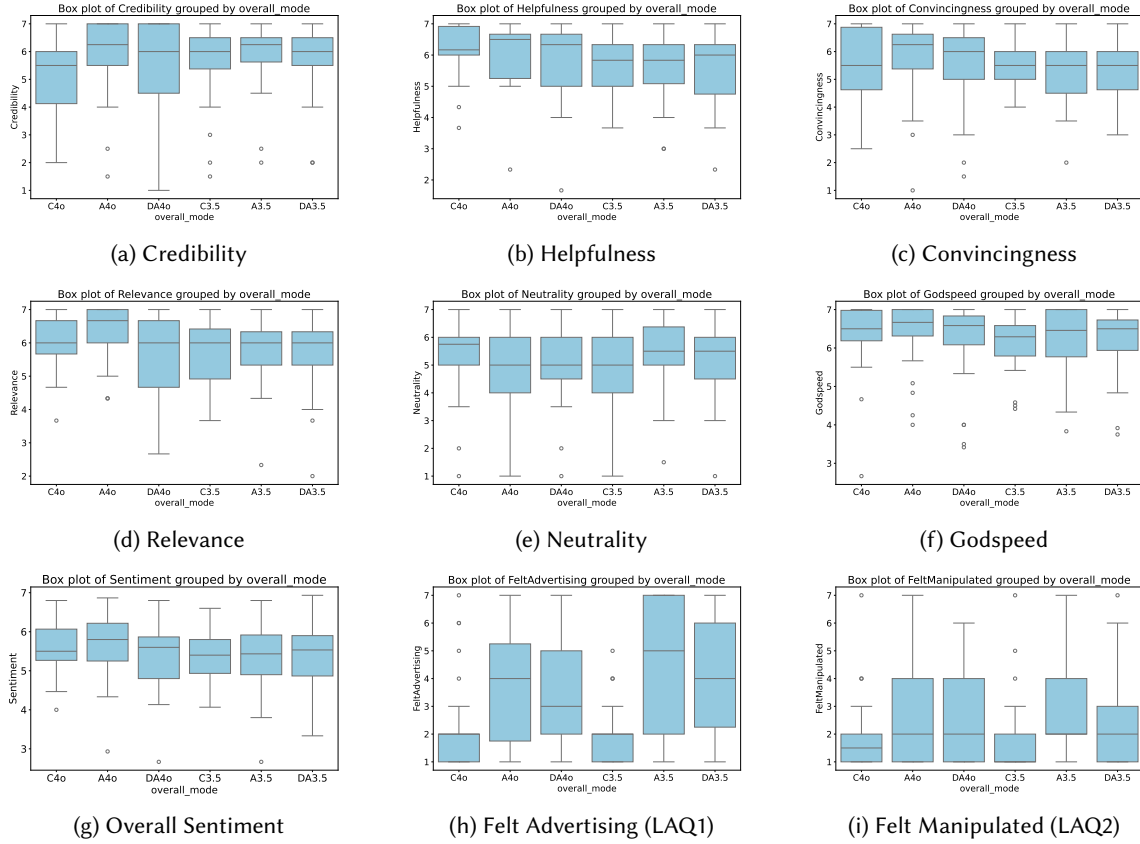 Box plot of Credibility grouped by overall_mode
7
6
5
4
3
2
1
Credibility
C4o A4o DA4o C3.5 A3.5 DA3.5
overall_mode
(a) Credibility
Box plot of Helpfulness grouped by overall_mode
7
6
5
4
3
2
Helpfulness
C4o A4o DA4o C3.5 A3.5 DA3.5
overall_mode
(b) Helpfulness
Box plot of Convincingness grouped by overall_mode
7
6
5
4
3
2
1
Convincingness
C4o A4o DA4o C3.5 A3.5 DA3.5
overall_mode
(c) Convincingness
Box plot of Relevance grouped by overall_mode
7
6
5
4
3
2
Relevance
C4o A4o DA4o C3.5 A3.5 DA3.5
overall_mode
(d) Relevance
Box plot of Neutrality grouped by overall_mode
7
6
5
4
3
2
1
Neutrality
C4o A4o DA4o C3.5 A3.5 DA3.5
overall_mode
(e) Neutrality
Box plot of Godspeed grouped by overall_mode
7
6
5
4
3
Godspeed
C4o A4o DA4o C3.5 A3.5 DA3.5
overall_mode
(f) Godspeed
Box plot of Sentiment grouped by overall_mode
7
6
5
4
3
Sentiment
C4o A4o DA4o C3.5 A3.5 DA3.5
overall_mode
(g) Overall Sentiment
Box plot of FeltAdvertising grouped by overall_mode
7
6
5
4
3
2
1
FeltAdvertising
C4o A4o DA4o C3.5 A3.5 DA3.5
overall_mode
(h) Felt Advertising (LAQ1)
Box plot of FeltManipulated grouped by overall_mode
7
6
5
4
3
2
1
FeltManipulated
C4o A4o DA4o C3.5 A3.5 DA3.5
overall_mode
(i) Felt Manipulated (LAQ2)